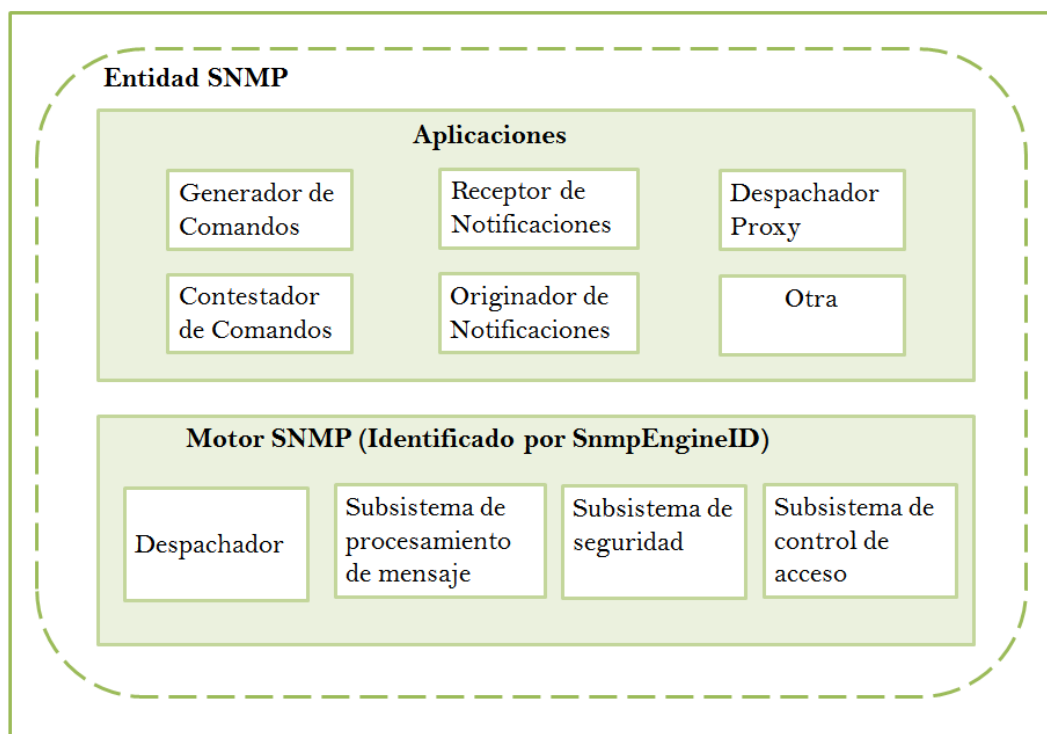 Entidad SNMP
Aplicaciones
Generador de
Comandos
Receptor de
Notificaciones
Despachador
Proxy
Contestador
de Comandos
Originador de
Notificaciones
Otra
Motor SNMP (Identificado por SnmpEngineID)
Despachador
Subsistema de
procesamiento
de mensaje
Subsistema de
seguridad
Subsistema de
control de
acceso